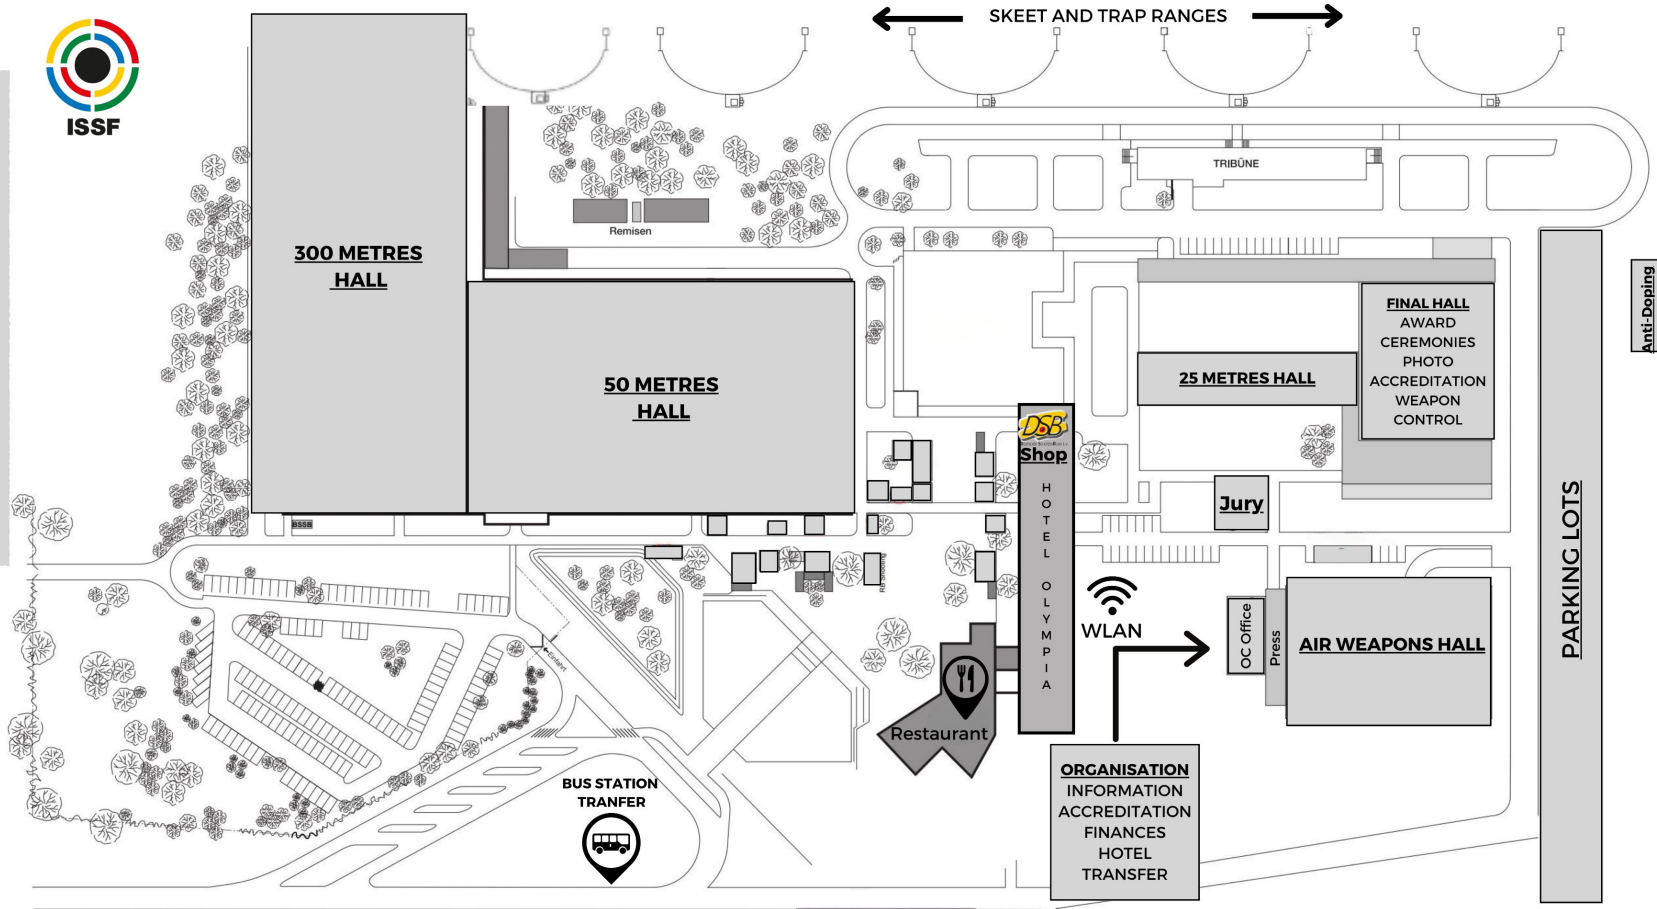 SKEET AND TRAP RANGES
ISSF
TRIBÜNE
Remisen
300 METRES
HALL
50 METRES
HALL
FINAL HALL
AWARD
CEREMONIES
PHOTO
ACCREDITATION
WEAPON
CONTROL
Anti-Doping
25 METRES HALL
DSB
Shop
HOTEL OLYMPIA
Jury
PARKING LOTS
BSSB
Einfahrt
WLAN
OC Office
Press
AIR WEAPONS HALL
Restaurant
ORGANISATION
INFORMATION
ACCREDITATION
FINANCES
HOTEL
TRANSFER
BUS STATION
TRANFER